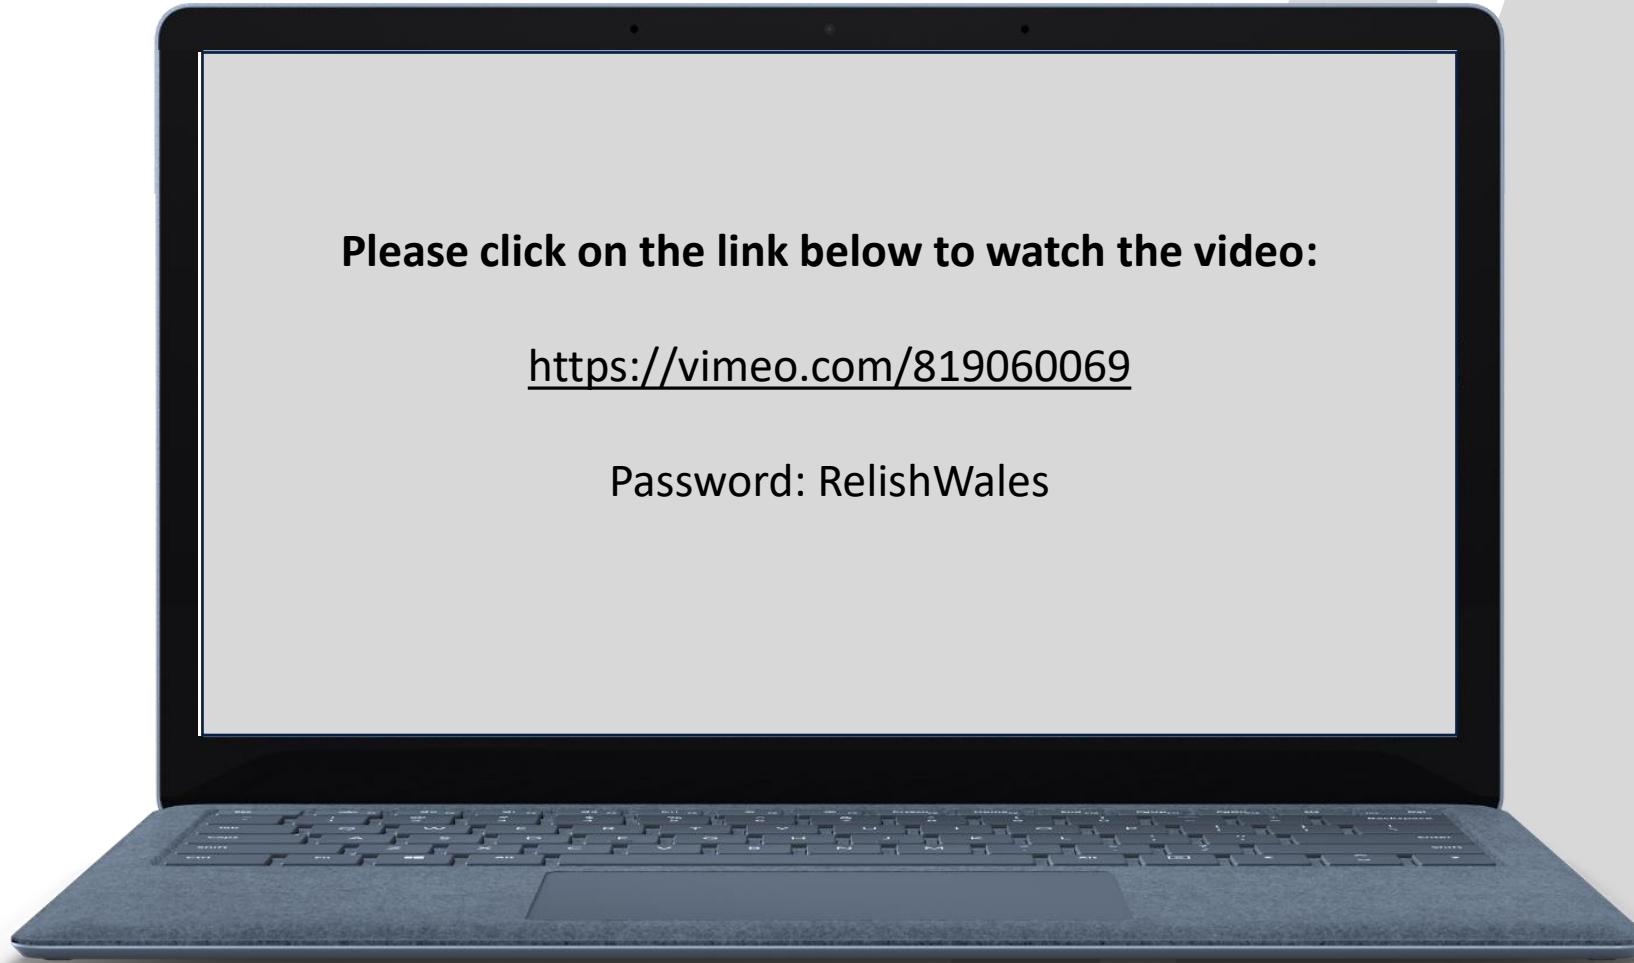 Please click on the link below to watch the video:
https://vimeo.com/819060069
Password: RelishWales